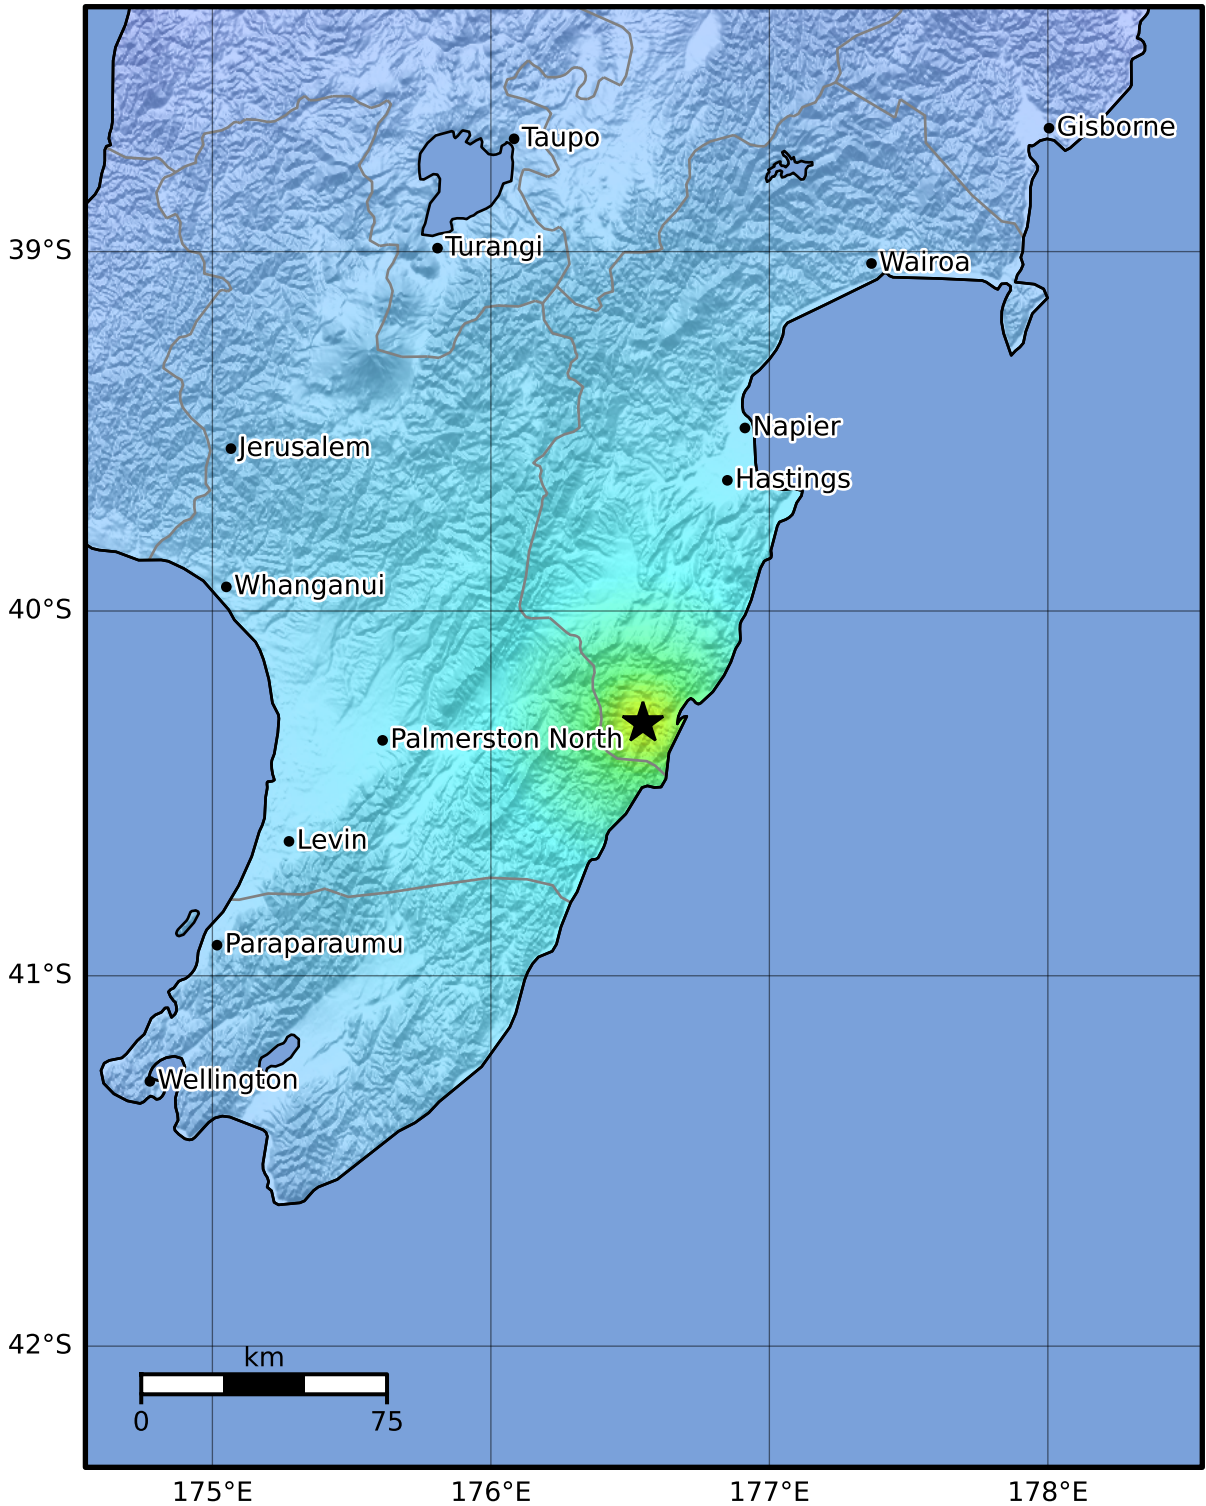 Taupo
Gisborne
39°S
Turangi
Wairoa
Napier
Jerusalem
Hastings
Whanganui
40°S
Palmerston North
Levin
Paraparaumu
41°S
Wellington
42°S
km
0
75
175°E
176°E
177°E
178°E